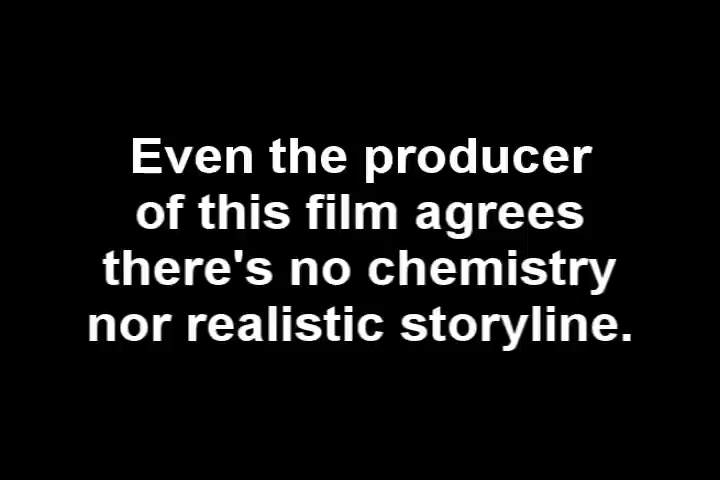 Even the producer
of this film agrees
there's no chemistry
nor realistic storyline.